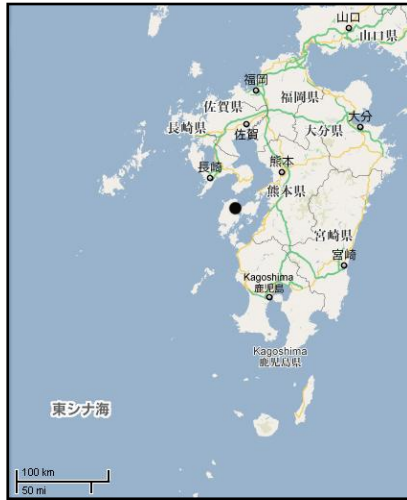 山口
山口県
福岡
福岡県
佐賀県
佐賀
大分
大分県
長崎県
長崎
熊本
熊本県
宮崎県
宮崎
Kagoshima
鹿児島
Kagoshima
鹿児島県
東シナ海
100 km
50 mi